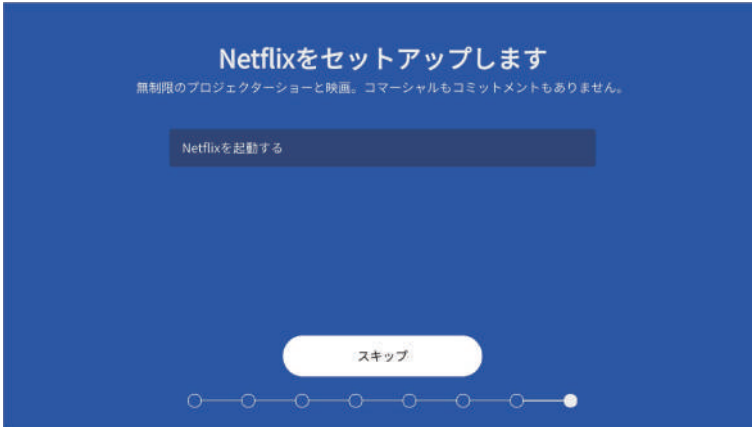 Netflixをセットアップします
無制限のプロジェクターショーと映画。コマーシャルもコミットメントもありません。
Netflixを起動する
スキップ